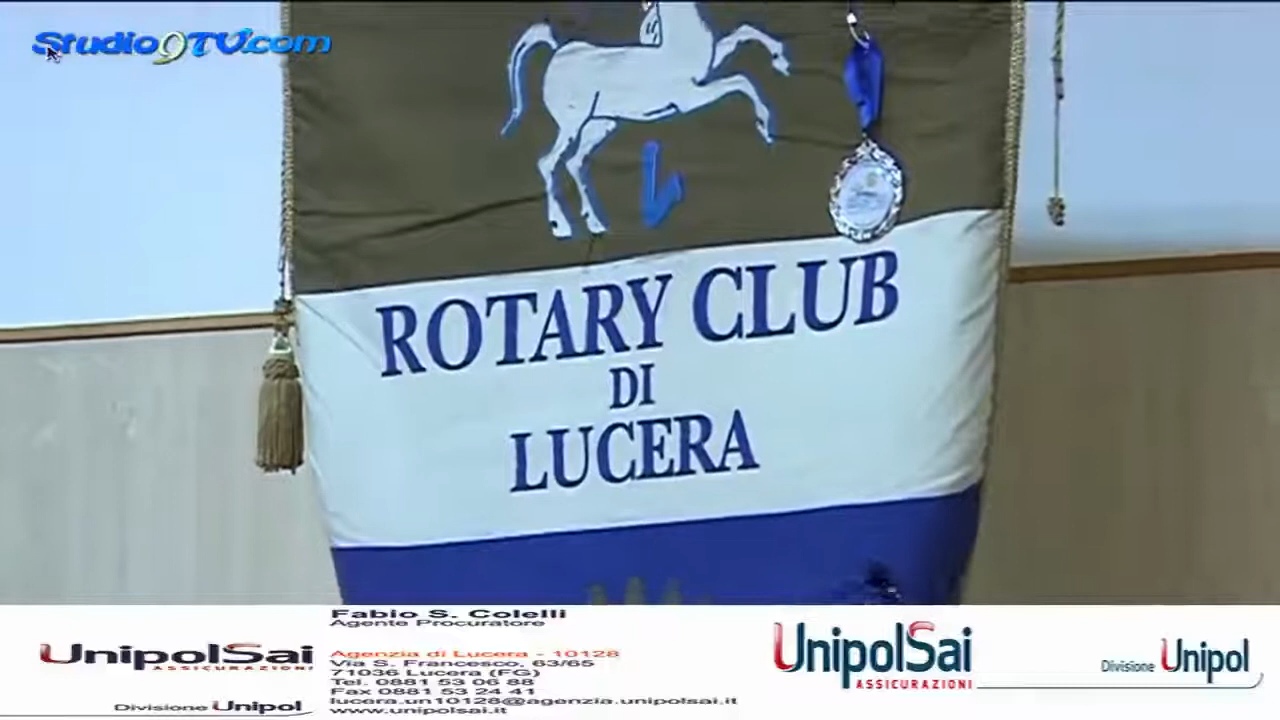 Studio9TV.com
ROTARY CLUB
DI
LUCERA
Fabio S. Colelli
Agente Procuratore
UnipolSai
ASSICURAZIONI
Divisione Unipol
Agenzia di Lucera - 10128
Via S. Francesco, 63/65
71036 Lucera (FG)
Tel. 0881 53 06 88
Fax 0881 53 24 41
lucera.un10128@agenzia.unipolsai.it
www.unipolsai.it
UnipolSai
ASSICURAZIONI
Divisione Unipol